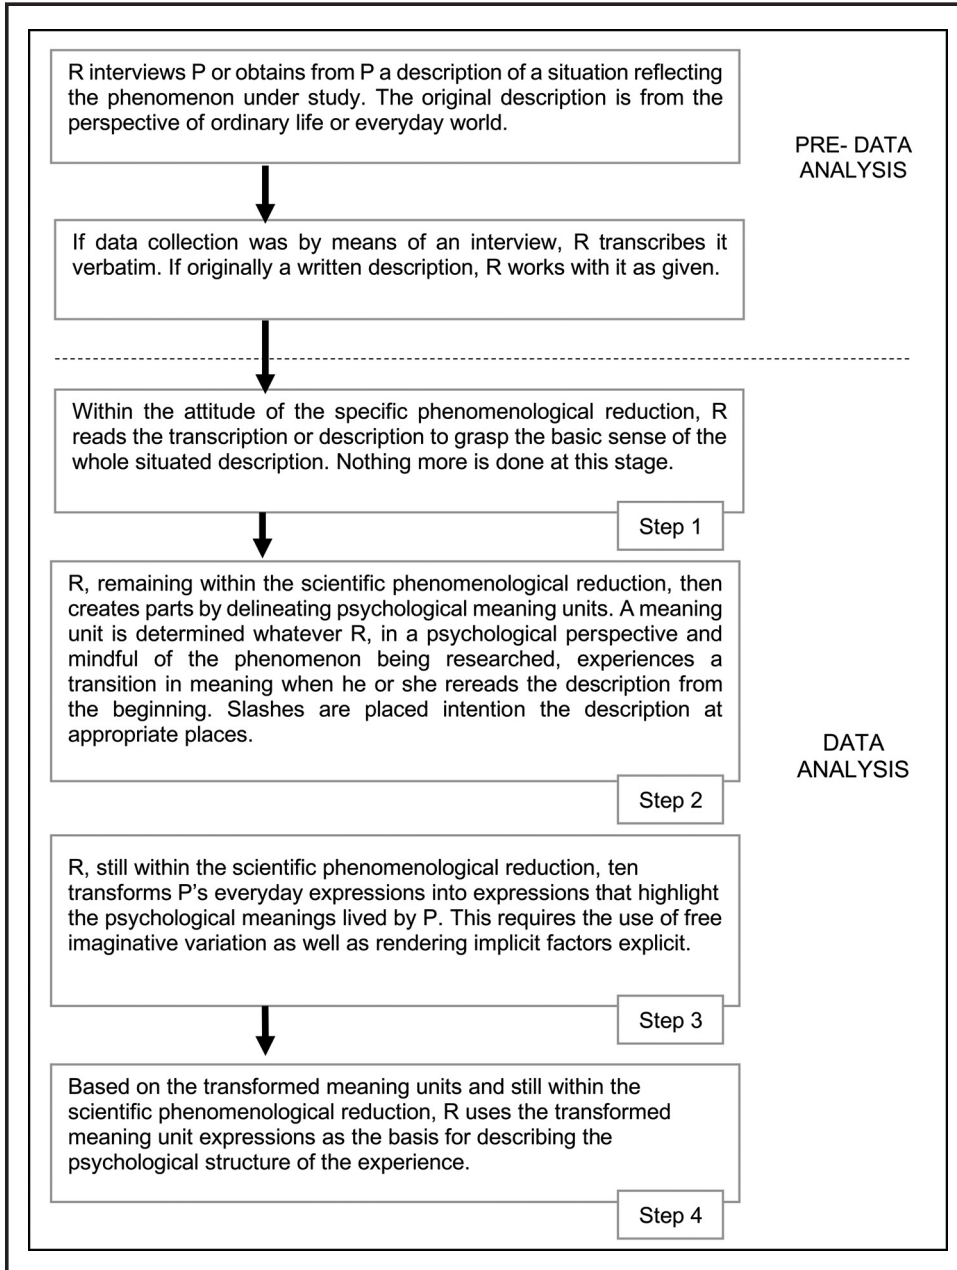 R interviews P or obtains from P a description of a situation reflecting
the phenomenon under study. The original description is from the
perspective of ordinary life or everyday world.
PRE- DATA
ANALYSIS
If data collection was by means of an interview, R transcribes it
verbatim. If originally a written description, R works with it as given.
Within the attitude of the specific phenomenological reduction, R
reads the transcription or description to grasp the basic sense of the
whole situated description. Nothing more is done at this stage.
Step 1
R, remaining within the scientific phenomenological reduction, then
creates parts by delineating psychological meaning units. A meaning
unit is determined whatever R, in a psychological perspective and
mindful of the phenomenon being researched, experiences a
transition in meaning when he or she rereads the description from
the beginning. Slashes are placed intention the description at
appropriate places.
DATA
ANALYSIS
Step 2
R, still within the scientific phenomenological reduction, ten
transforms P’s everyday expressions into expressions that highlight
the psychological meanings lived by P. This requires the use of free
imaginative variation as well as rendering implicit factors explicit.
Step 3
Based on the transformed meaning units and still within the
scientific phenomenological reduction, R uses the transformed
meaning unit expressions as the basis for describing the
psychological structure of the experience.
Step 4